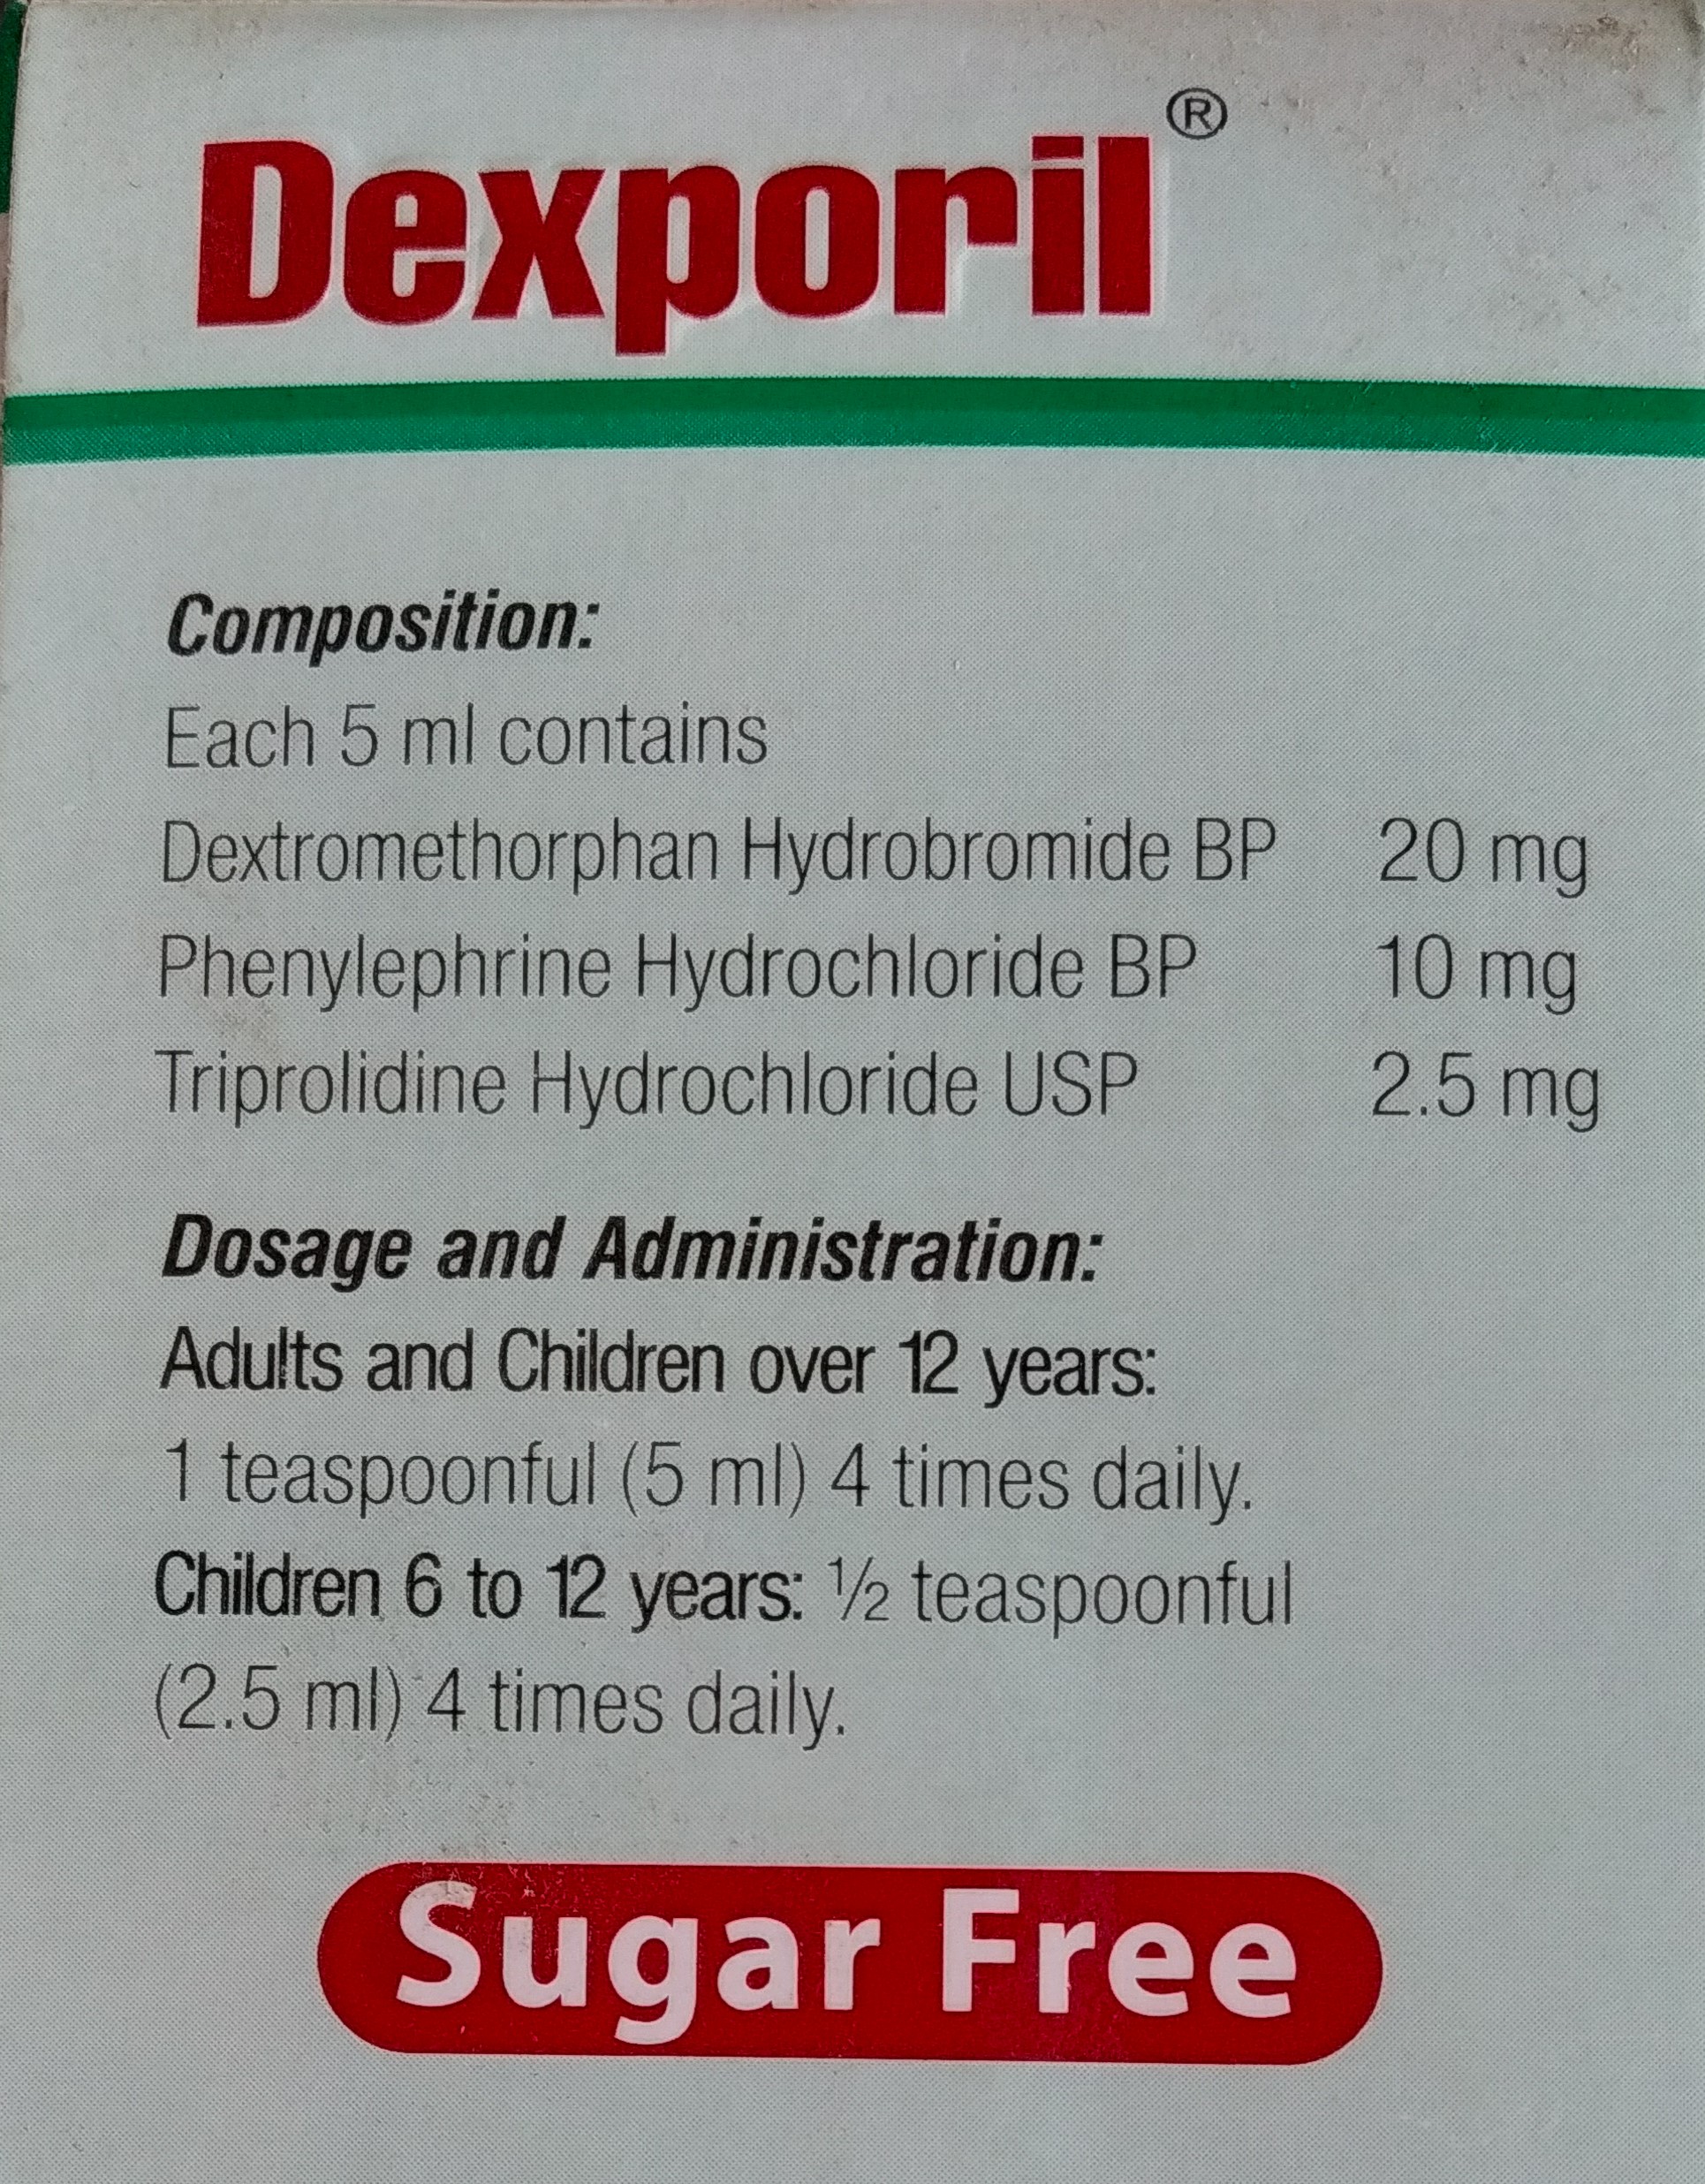 Dexporil®
Composition:
Each 5 ml contains
Dextromethorphan Hydrobromide BP 20 mg
Phenylephrine Hydrochloride BP 10 mg
Triprolidine Hydrochloride USP 2.5 mg
Dosage and Administration:
Adults and Children over 12 years:
1 teaspoonful (5 ml) 4 times daily.
Children 6 to 12 years: ½ teaspoonful
(2.5 ml) 4 times daily.
Sugar Free